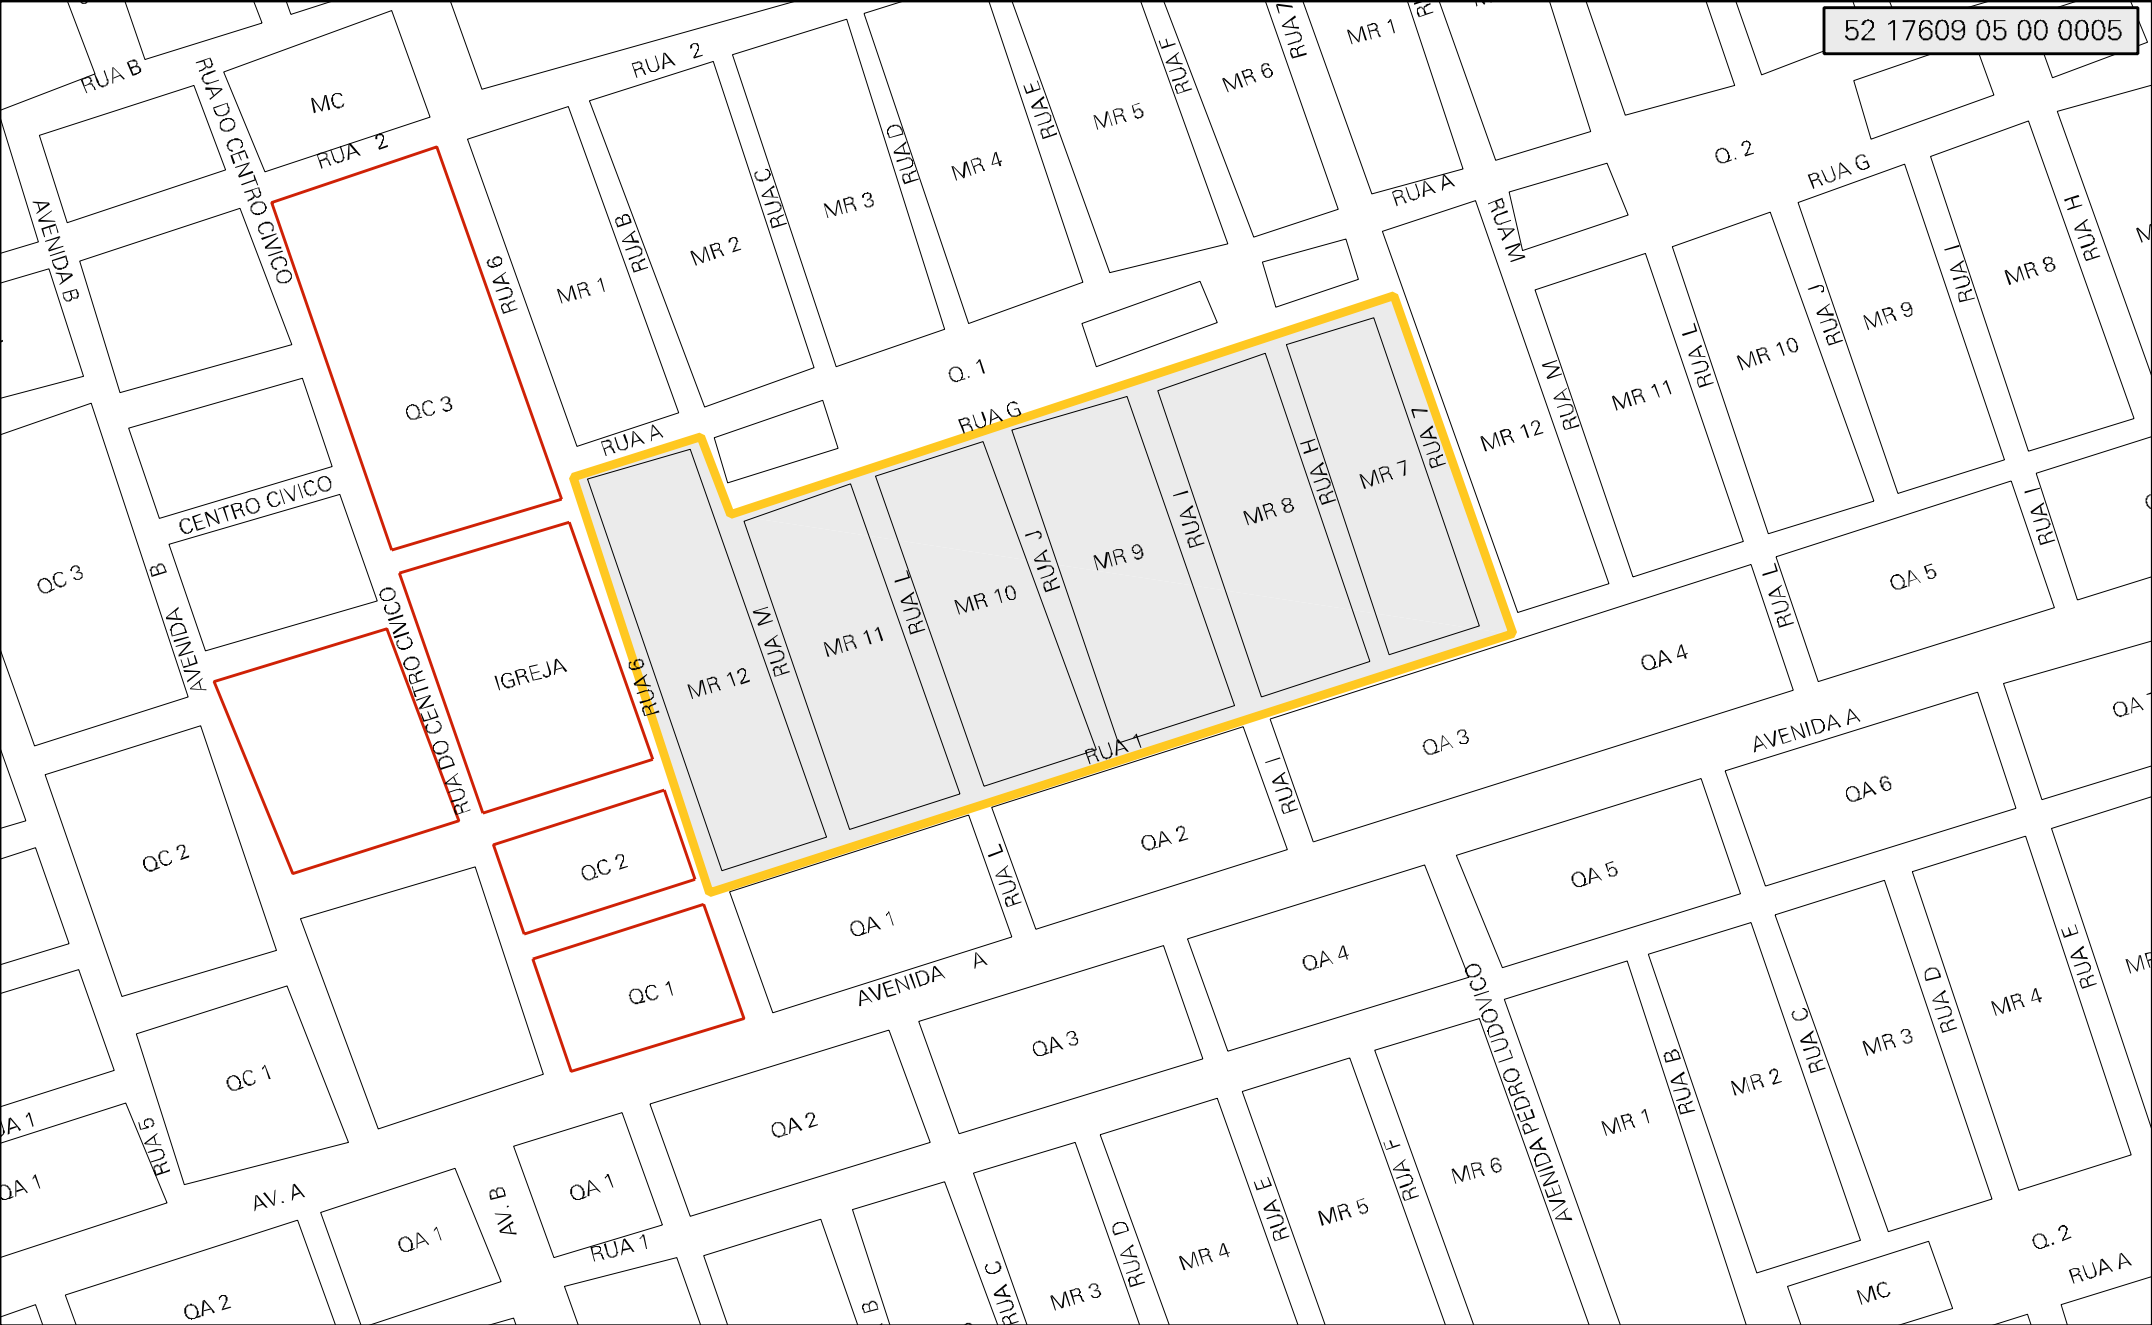 52 17609 05 00 0005
RUA B
RUA DO CENTRO CIVICO
MC
RUA 2
RUA 2
AVENIDA B
QC 3
RUA 6
MR 1
RUA B
MR 2
RUA C
MR 3
RUA D
MR 4
RUA E
MR 5
RUA F
MR 6
RUA 7
MR 1
RUA A
RUA M
Q. 2
RUA G
MR 8
RUA H
RUA I
MR 9
RUA J
MR 10
RUA L
MR 11
RUA M
MR 12
Q. 1
RUA G
RUA A
CENTRO CIVICO
QC 3
AVENIDA B
RUA DO CENTRO CIVICO
IGREJA
RUA 6
MR 12
RUA M
MR 11
RUA L
MR 10
RUA J
MR 9
RUA I
MR 8
RUA H
MR 7
RUA 7
RUA 1
RUA I
RUA L
QA 5
QA 4
QA 3
RUA I
QA 2
RUA L
QA 1
AVENIDA A
AVENIDA A
QA 6
QA 5
QA 4
QA 3
QA 2
QA
QC 2
QC 2
QC 1
QC 1
RUA 5
UA 1
QA 1
AV. A
QA 1
QA 2
AV. B
QA 1
RUA 1
B
RUA C
MR 3
RUA D
MR 4
RUA E
MR 5
RUA F
MR 6
AVENIDA PEDRO LUDOVICO
MR 1
RUA B
MR 2
RUA C
MR 3
RUA D
MR 4
RUA E
Q. 2
RUA A
MC